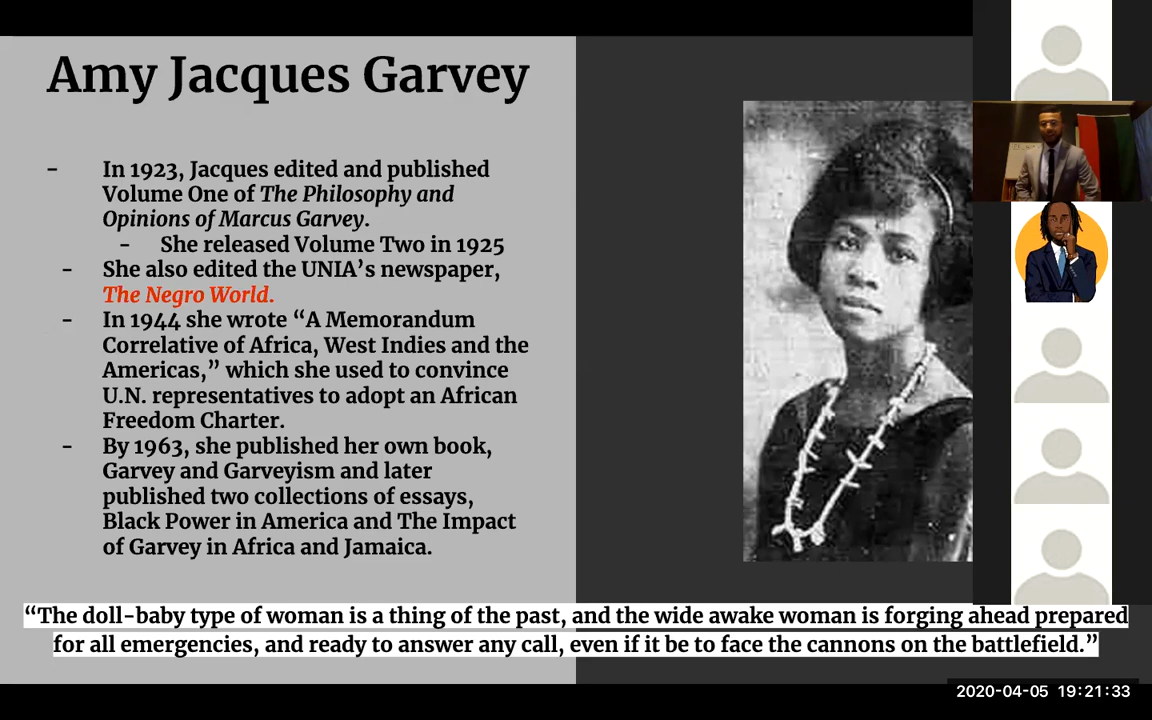 Amy Jacques Garvey
- In 1923, Jacques edited and published
Volume One of The Philosophy and
Opinions of Marcus Garvey.
- She released Volume Two in 1925
- She also edited the UNIA’s newspaper,
The Negro World.
- In 1944 she wrote “A Memorandum
Correlative of Africa, West Indies and the
Americas,” which she used to convince
U.N. representatives to adopt an African
Freedom Charter.
- By 1963, she published her own book,
Garvey and Garveyism and later
published two collections of essays,
Black Power in America and The Impact
of Garvey in Africa and Jamaica.
“The doll-baby type of woman is a thing of the past, and the wide awake woman is forging ahead prepared
for all emergencies, and ready to answer any call, even if it be to face the cannons on the battlefield.”
2020-04-05 19:21:33